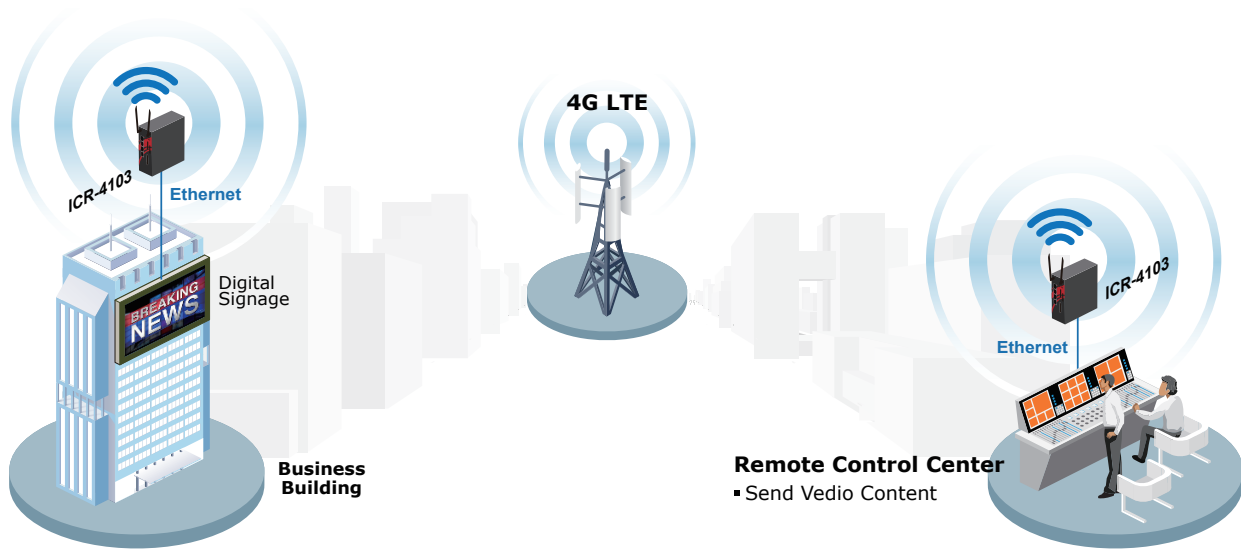 4G LTE
ICR-4103
Ethernet
Digital
Signage
BREAKING
NEWS
Business
Building
ICR-4103
Ethernet
Remote Control Center
▪ Send Vedio Content